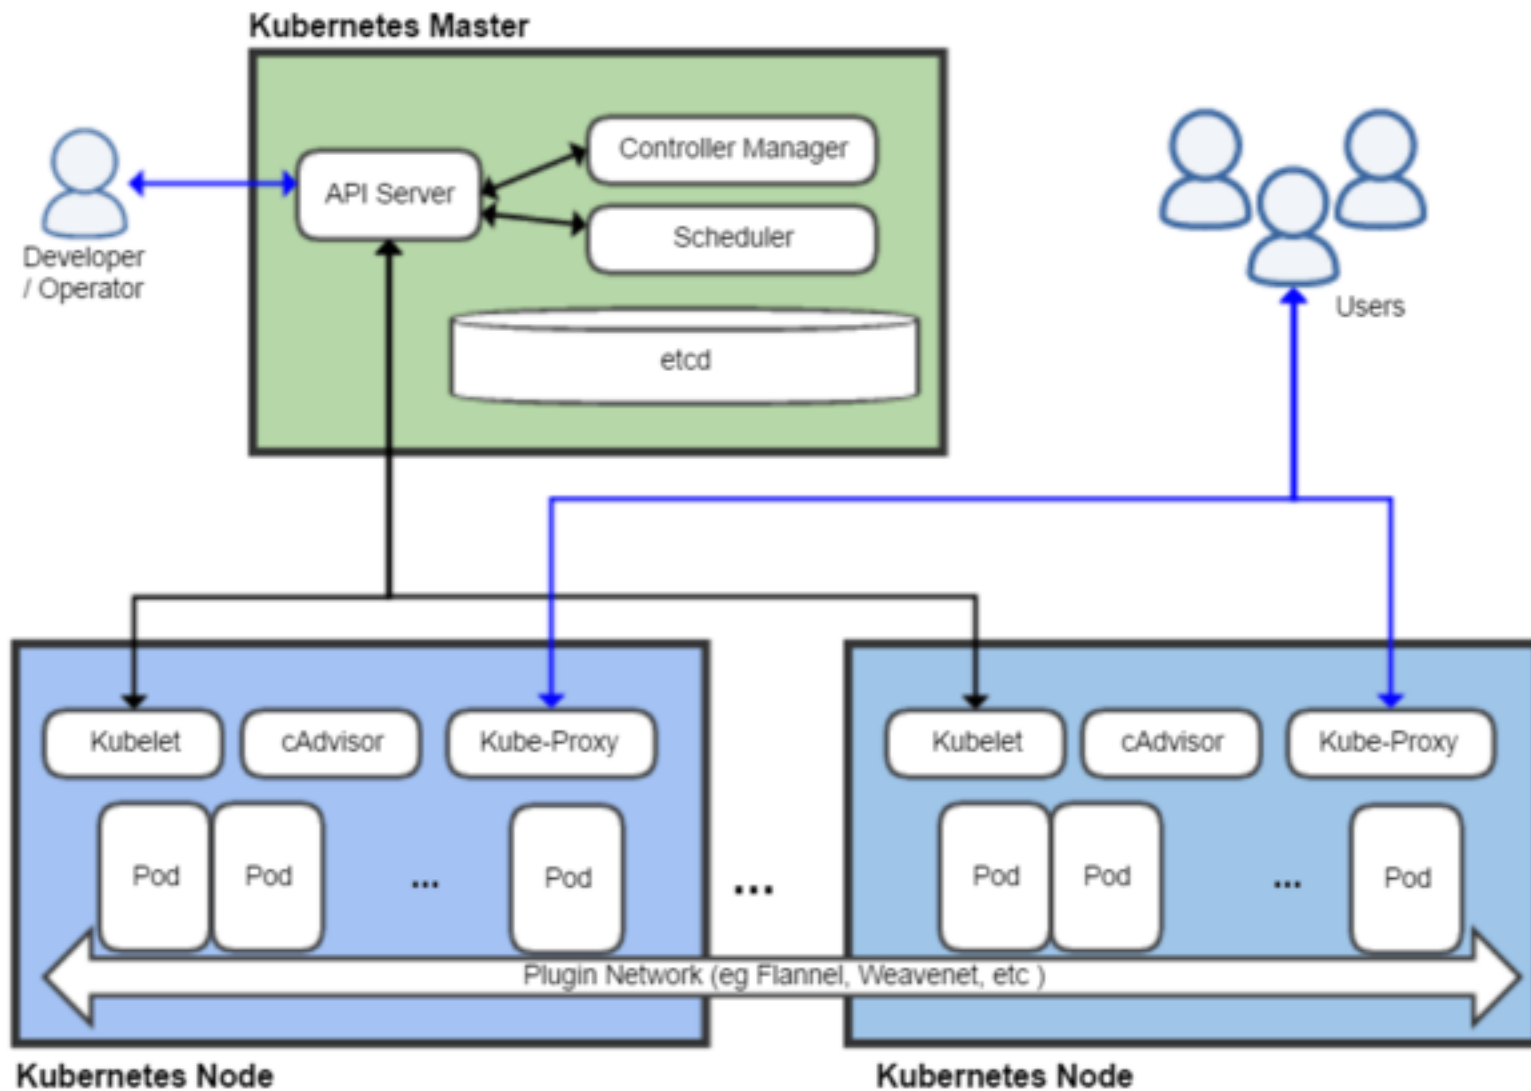 Kubernetes Master
Controller Manager
API Server
Scheduler
Developer
/ Operator
etcd
Users
Kubelet
cAdvisor
Kube-Proxy
Kubelet
cAdvisor
Kube-Proxy
Pod
Pod
...
Pod
...
Pod
Pod
...
Pod
Plugin Network (eg Flannel, Weavenet, etc )
Kubernetes Node
Kubernetes Node